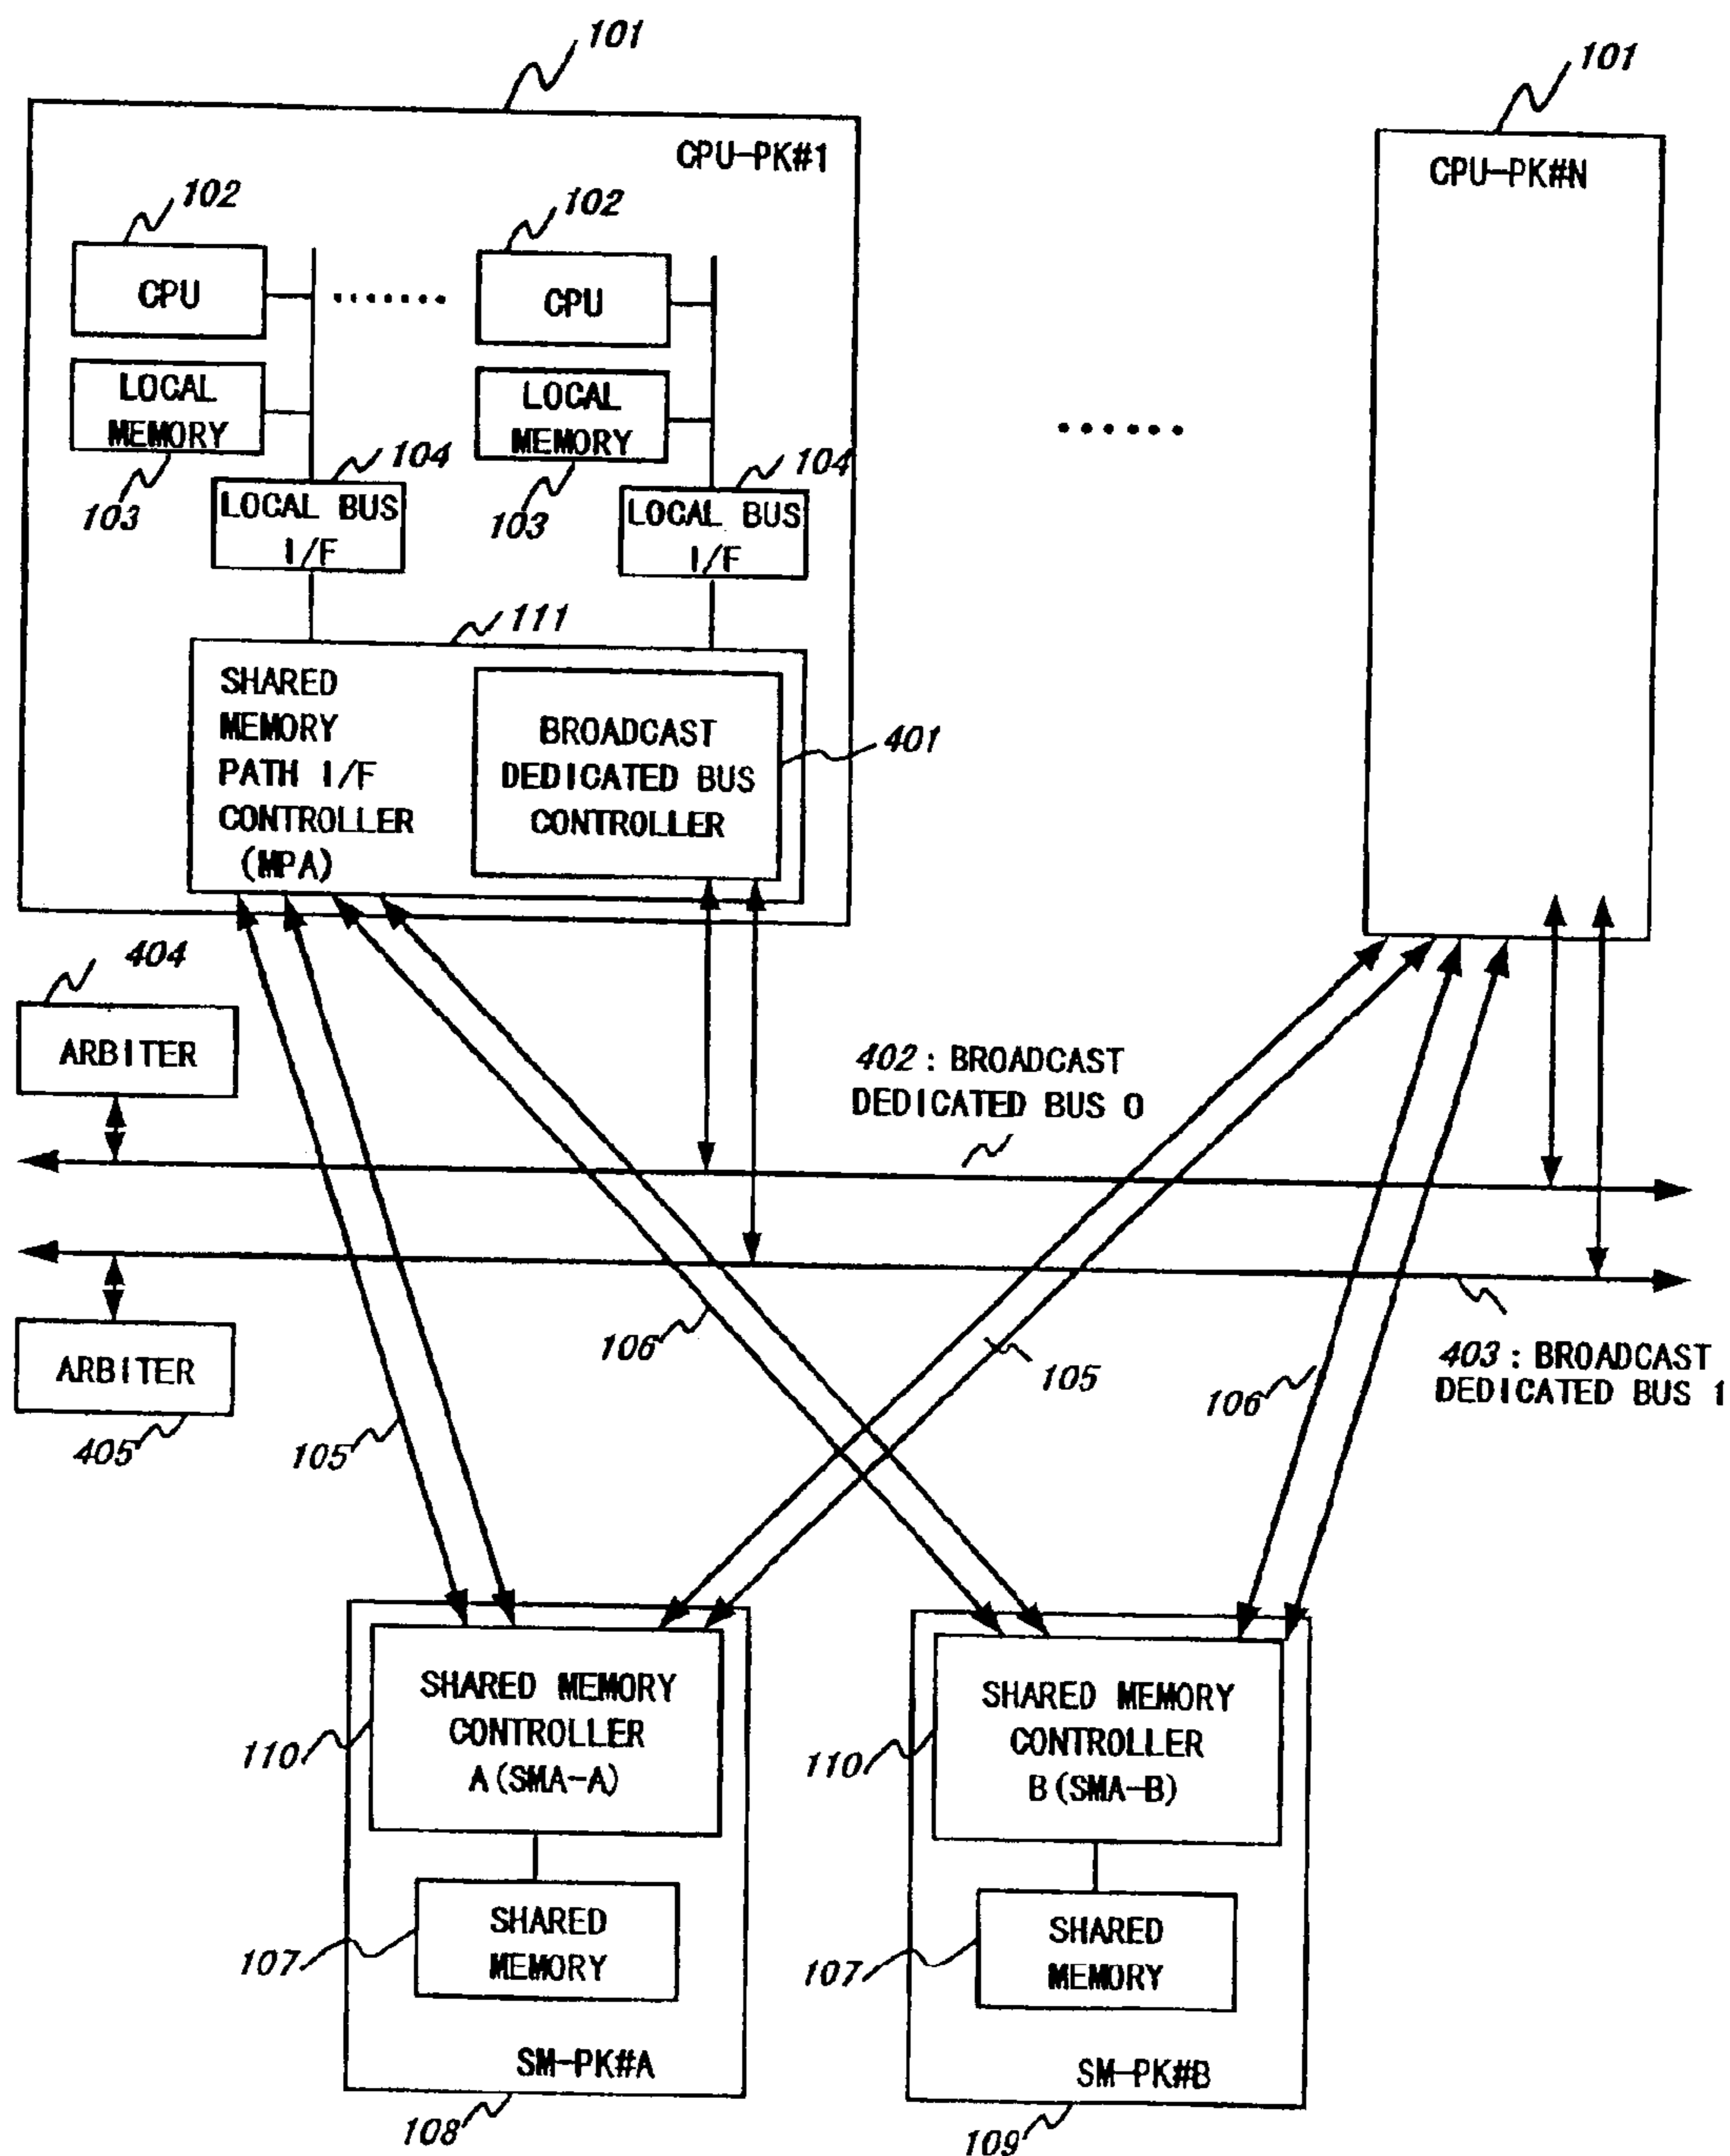 101
101
CPU-PK#1
CPU-PK#N
102
102
CPU
CPU
LOCAL
MEMORY
LOCAL
MEMORY
104
104
103
103
LOCAL BUS
I/F
LOCAL BUS
I/F
111
SHARED
MEMORY
PATH I/F
CONTROLLER
(MPA)
BROADCAST
DEDICATED BUS
CONTROLLER
401
404
ARBITER
402 : BROADCAST
DEDICATED BUS 0
ARBITER
405
105
106
105
106
403 : BROADCAST
DEDICATED BUS 1
SHARED MEMORY
CONTROLLER
A(SMA-A)
110
SHARED MEMORY
CONTROLLER
B(SMA-B)
110
SHARED
MEMORY
107
SHARED
MEMORY
107
SM-PK#A
SM-PK#B
108
109